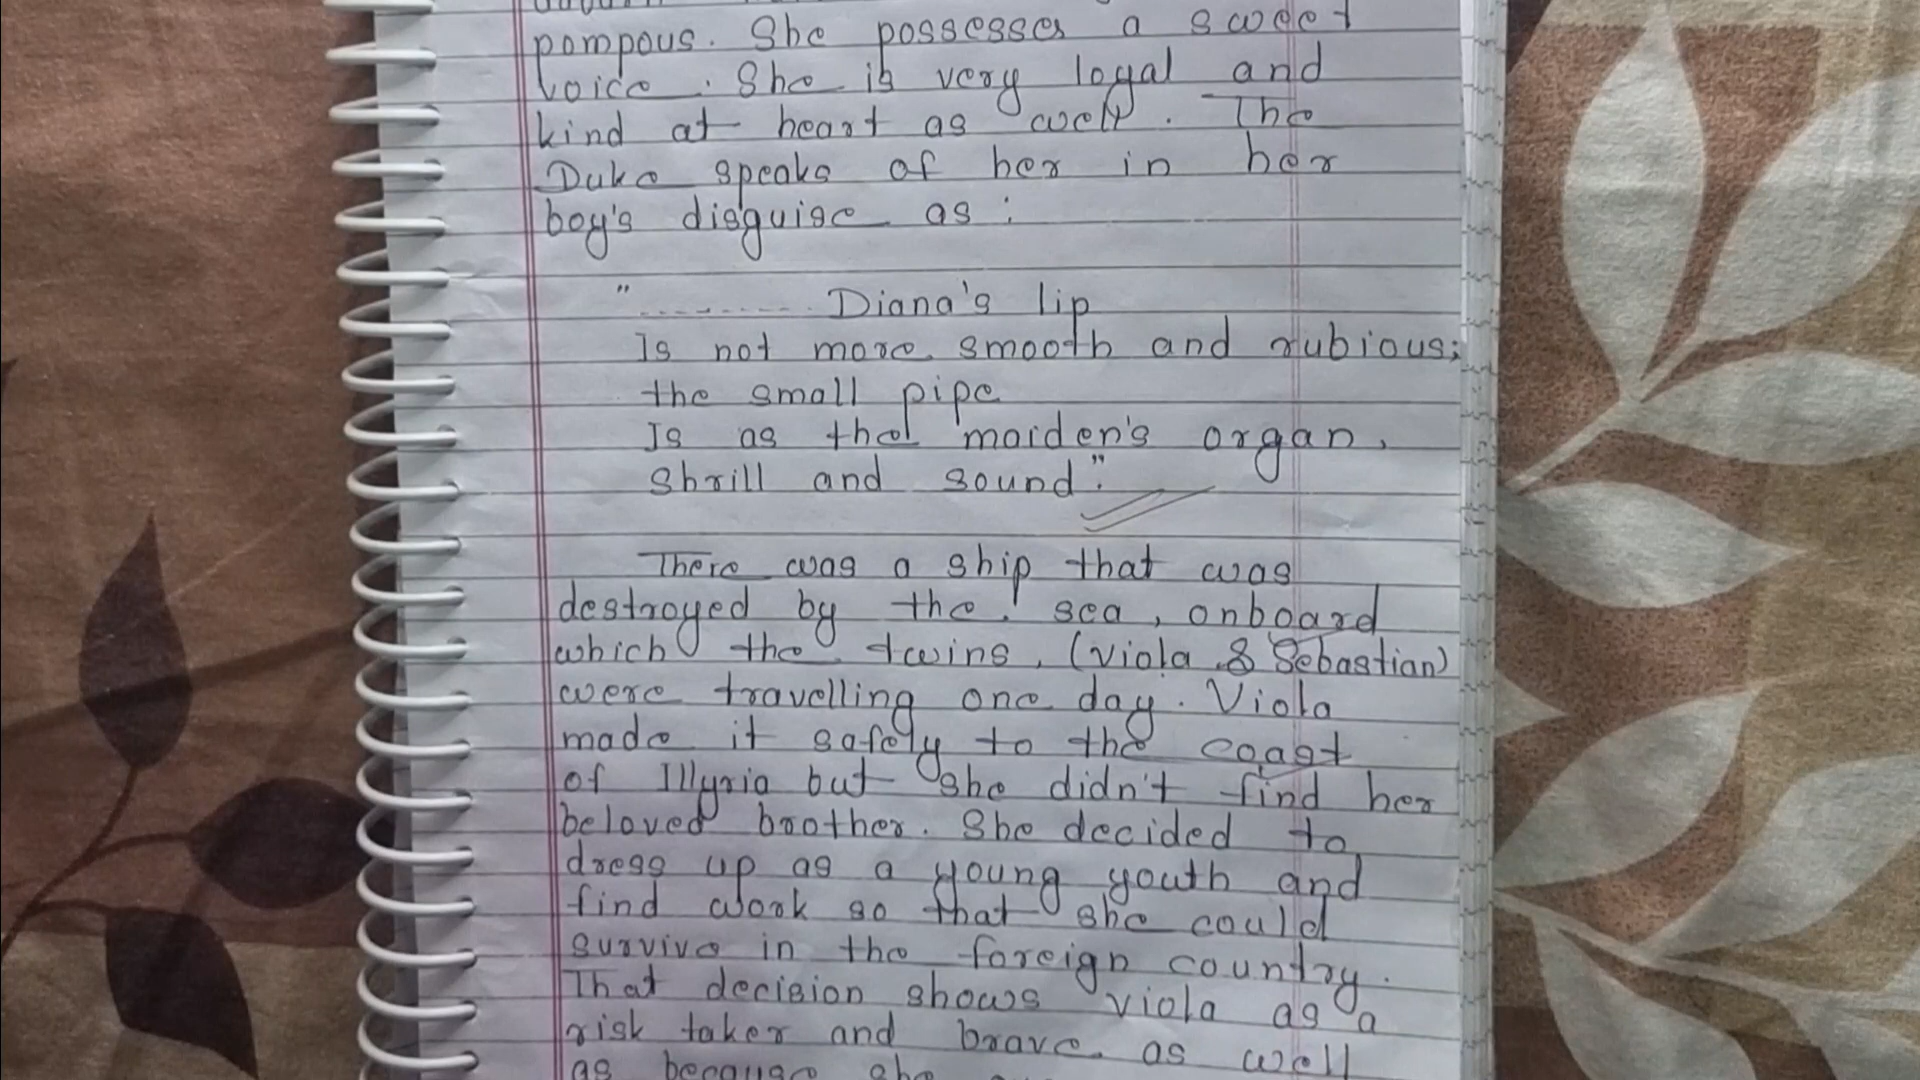 pompous. She possesses a sweet
voice. She is very loyal and
kind at heart as well. The
Duke speaks of her in her
boy's disguise as :
" ......... Diana's lip
Is not more smooth and rubious;
the small pipe
Is as the maiden's organ,
shrill and sound".
There was a ship that was
destroyed by the sea, onboard
which the twins, (Viola & Sebastian)
were travelling one day. Viola
made it safely to the coast
of Illyria but she didn't find her
beloved brother. She decided to
dress up as a young youth and
find work so that she could
survive in the foreign country.
That decision shows Viola as a
risk taker and brave as well
as because she